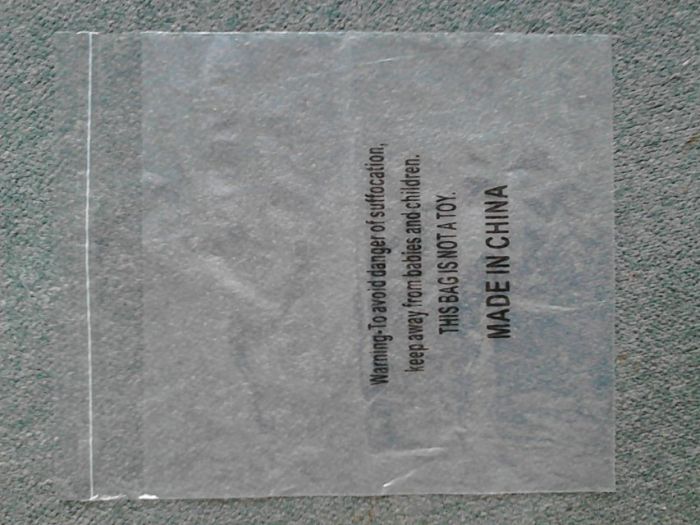 Warning-To avoid danger of suffocation,
keep away from babies and children.
THIS BAG IS NOT A TOY.
MADE IN CHINA